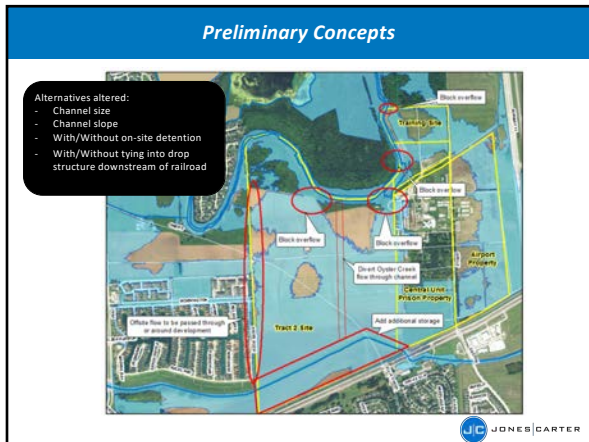 Preliminary Concepts
Alternatives altered:
- Channel size
- Channel slope
- With/Without on-site detention
- With/Without tying into drop
structure downstream of railroad
Block overflow
Training Site
Block overflow
Block overflow
Block overflow
Divert Oyster Creek
flow through channel
Airport
Property
Central Unit -
Prison Property
Offsite flow to be passed through
or around development
Tract 2 Site
Add additional storage
J|C JONES|CARTER